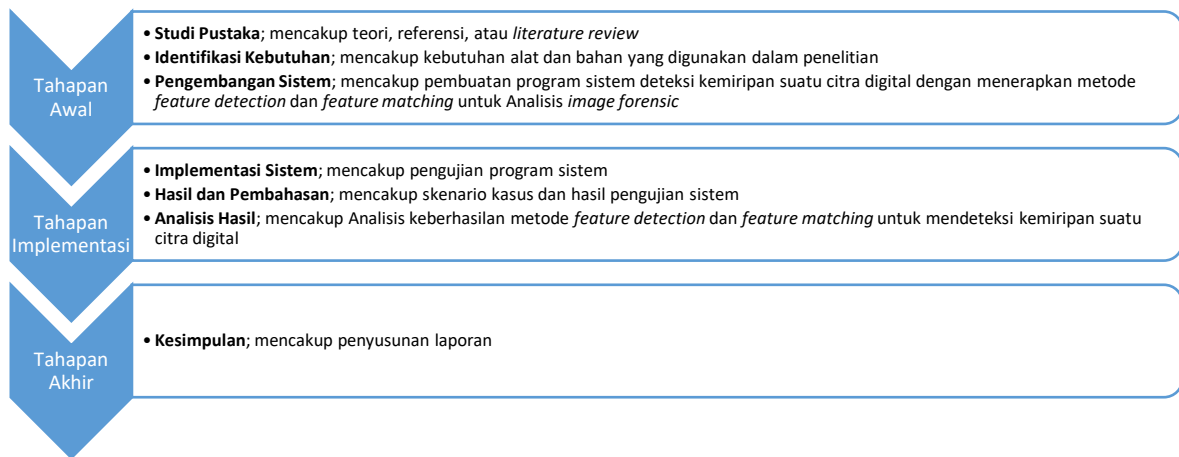 Tahapan
Awal
• Studi Pustaka; mencakup teori, referensi, atau literature review
• Identifikasi Kebutuhan; mencakup kebutuhan alat dan bahan yang digunakan dalam penelitian
• Pengembangan Sistem; mencakup pembuatan program sistem deteksi kemiripan suatu citra digital dengan menerapkan metode
feature detection dan feature matching untuk Analisis image forensic
Tahapan
Implementasi
• Implementasi Sistem; mencakup pengujian program sistem
• Hasil dan Pembahasan; mencakup skenario kasus dan hasil pengujian sistem
• Analisis Hasil; mencakup Analisis keberhasilan metode feature detection dan feature matching untuk mendeteksi kemiripan suatu
citra digital
Tahapan
Akhir
• Kesimpulan; mencakup penyusunan laporan